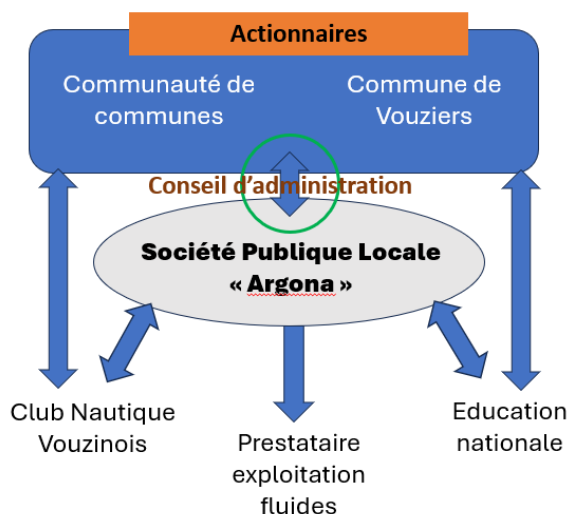 Actionnaires
Communauté de
communes
Commune de
Vouziers
Conseil d’administration
Société Publique Locale
« Argona »
Club Nautique
Vouzinois
Prestataire
exploitation
fluides
Education
nationale